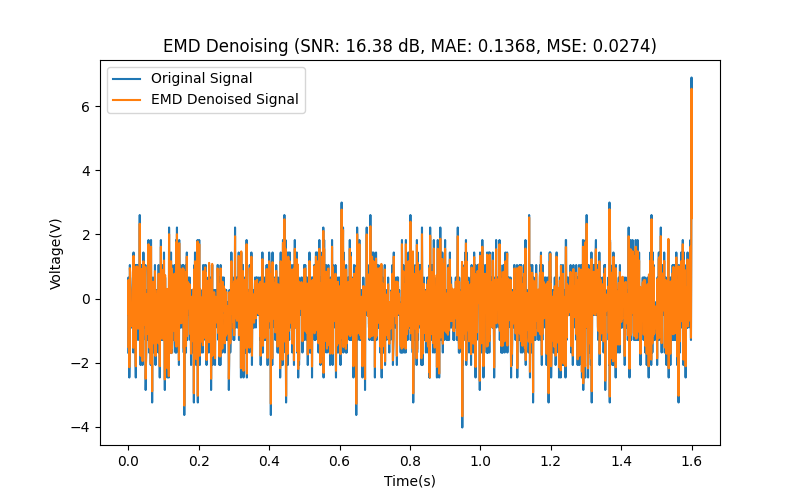 EMD Denoising (SNR: 16.38 dB, MAE: 0.1368, MSE: 0.0274)
Original Signal
EMD Denoised Signal
Voltage(V)
6
4
2
0
−2
−4
0.0 0.2 0.4 0.6 0.8 1.0 1.2 1.4 1.6
Time(s)